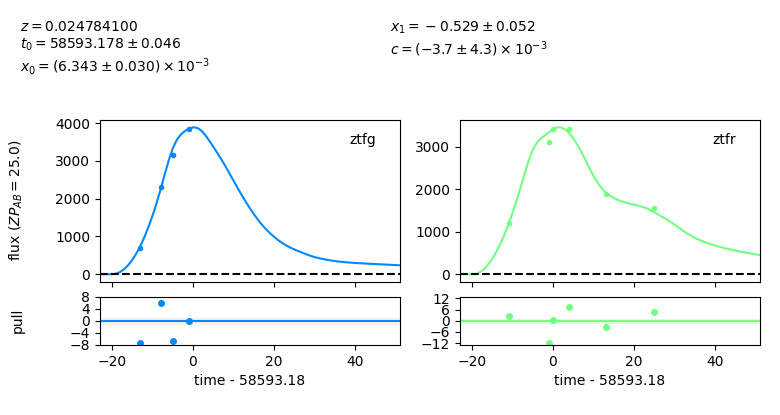 z = 0.024784100
t₀ = 58593.178 ± 0.046
x₀ = (6.343 ± 0.030) × 10⁻³
x₁ = − 0.529 ± 0.052
c = (−3.7 ± 4.3) × 10⁻³
flux (ZP_AB = 25.0)
4000
3000
2000
1000
0
ztfg
3000
2000
1000
0
ztfr
pull
8
4
0
−4
−8
−20
0
20
40
time - 58593.18
12
6
0
−6
−12
−20
0
20
40
time - 58593.18